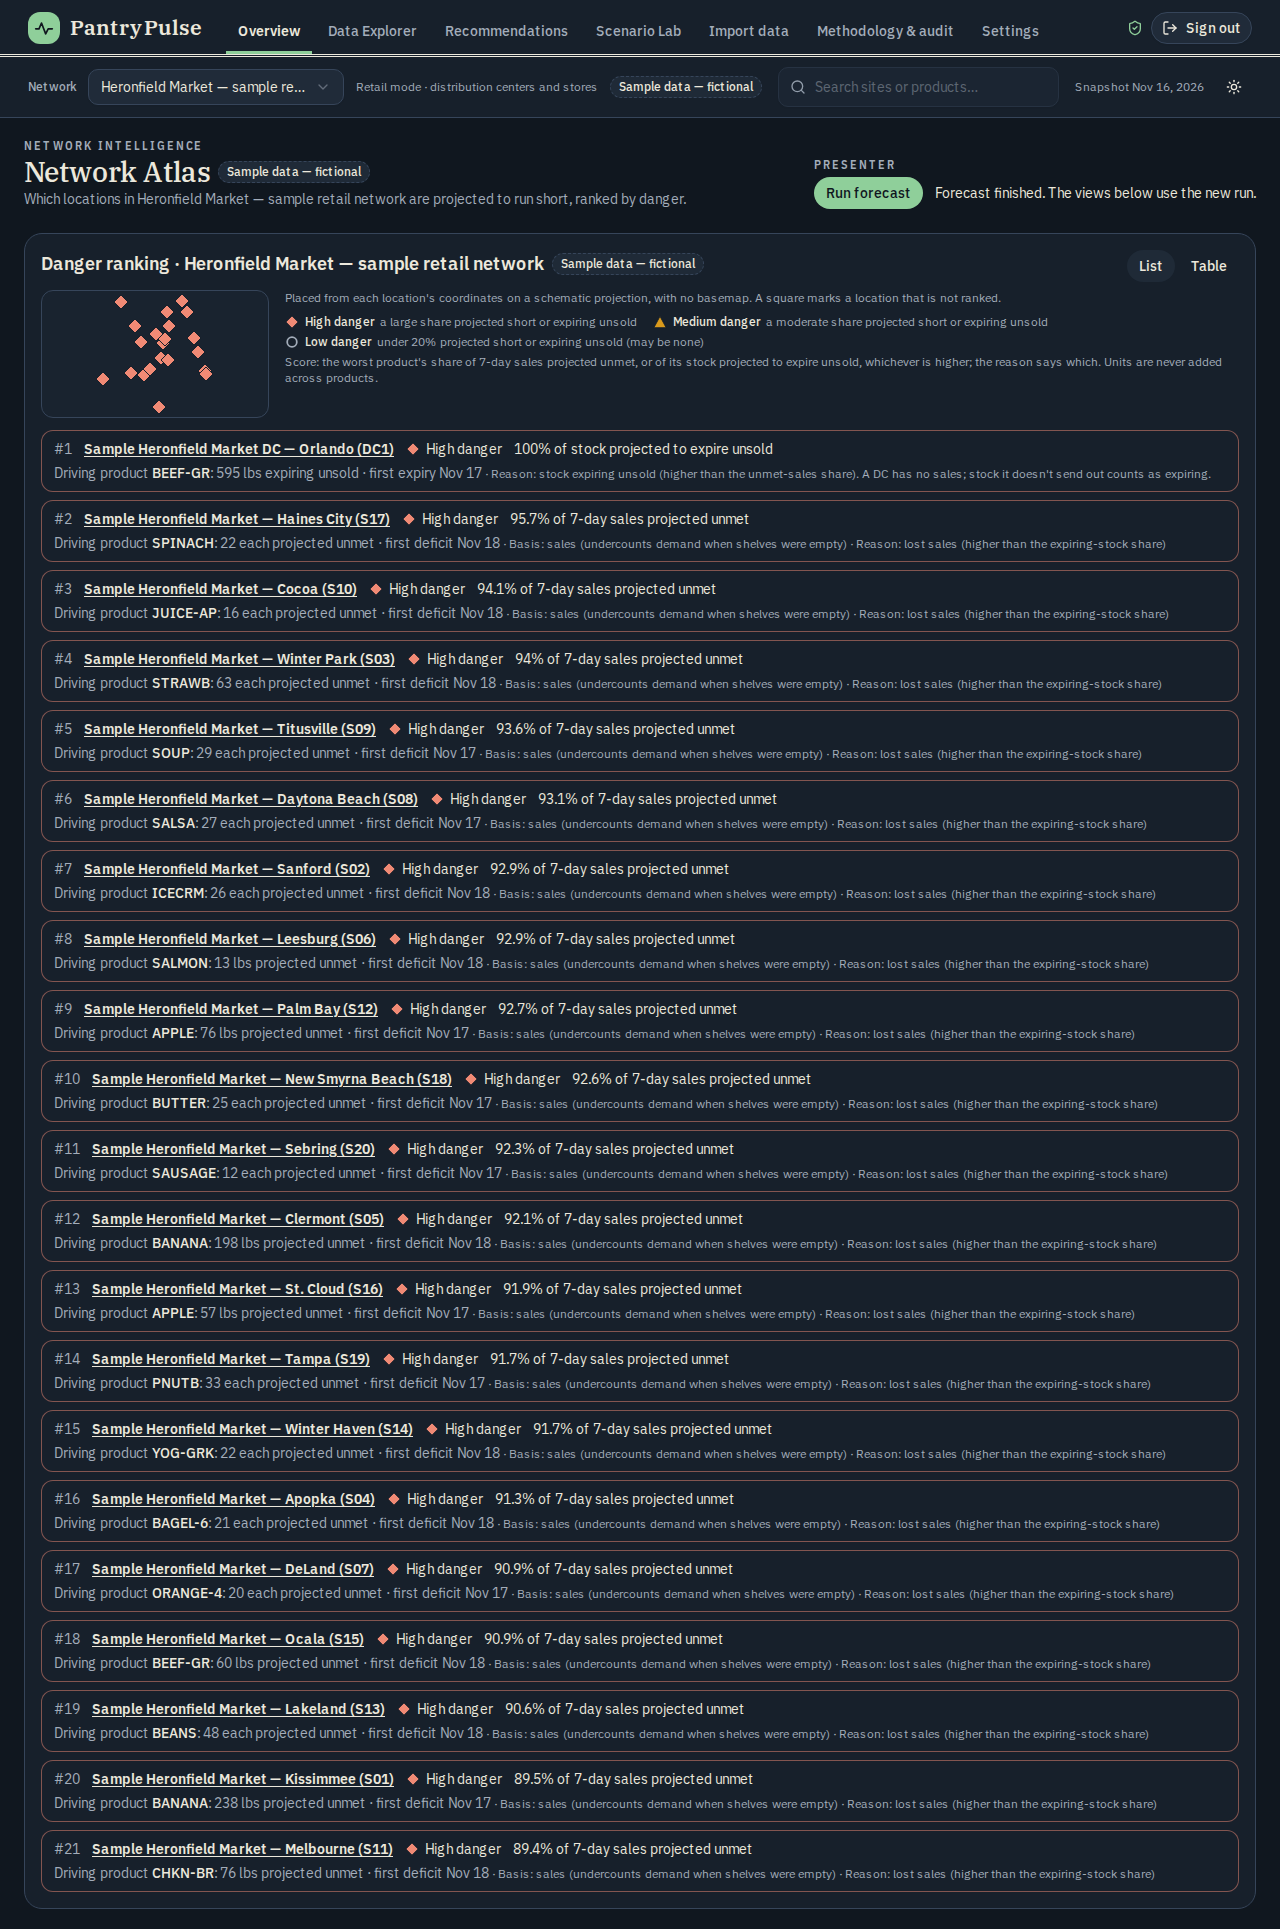 PantryPulse
Overview
Data Explorer
Recommendations
Scenario Lab
Import data
Methodology & audit
Settings
Sign out
Network
Heronfield Market — sample re...
Retail mode · distribution centers and stores
Sample data — fictional
Search sites or products...
Snapshot Nov 16, 2026
NETWORK INTELLIGENCE
Network Atlas Sample data — fictional
Which locations in Heronfield Market — sample retail network are projected to run short, ranked by danger.
PRESENTER
Run forecast Forecast finished. The views below use the new run.
Danger ranking · Heronfield Market — sample retail network Sample data — fictional
List Table
Placed from each location's coordinates on a schematic projection, with no basemap. A square marks a location that is not ranked.
High danger a large share projected short or expiring unsold Medium danger a moderate share projected short or expiring unsold
Low danger under 20% projected short or expiring unsold (may be none)
Score: the worst product's share of 7-day sales projected unmet, or of its stock projected to expire unsold, whichever is higher; the reason says which. Units are never added
across products.
#1 Sample Heronfield Market DC — Orlando (DC1) High danger 100% of stock projected to expire unsold
Driving product BEEF-GR: 595 lbs expiring unsold · first expiry Nov 17 · Reason: stock expiring unsold (higher than the unmet-sales share). A DC has no sales; stock it doesn't send out counts as expiring.
#2 Sample Heronfield Market — Haines City (S17) High danger 95.7% of 7-day sales projected unmet
Driving product SPINACH: 22 each projected unmet · first deficit Nov 18 · Basis: sales (undercounts demand when shelves were empty) · Reason: lost sales (higher than the expiring-stock share)
#3 Sample Heronfield Market — Cocoa (S10) High danger 94.1% of 7-day sales projected unmet
Driving product JUICE-AP: 16 each projected unmet · first deficit Nov 18 · Basis: sales (undercounts demand when shelves were empty) · Reason: lost sales (higher than the expiring-stock share)
#4 Sample Heronfield Market — Winter Park (S03) High danger 94% of 7-day sales projected unmet
Driving product STRAWB: 63 each projected unmet · first deficit Nov 18 · Basis: sales (undercounts demand when shelves were empty) · Reason: lost sales (higher than the expiring-stock share)
#5 Sample Heronfield Market — Titusville (S09) High danger 93.6% of 7-day sales projected unmet
Driving product SOUP: 29 each projected unmet · first deficit Nov 17 · Basis: sales (undercounts demand when shelves were empty) · Reason: lost sales (higher than the expiring-stock share)
#6 Sample Heronfield Market — Daytona Beach (S08) High danger 93.1% of 7-day sales projected unmet
Driving product SALSA: 27 each projected unmet · first deficit Nov 17 · Basis: sales (undercounts demand when shelves were empty) · Reason: lost sales (higher than the expiring-stock share)
#7 Sample Heronfield Market — Sanford (S02) High danger 92.9% of 7-day sales projected unmet
Driving product ICECRM: 26 each projected unmet · first deficit Nov 18 · Basis: sales (undercounts demand when shelves were empty) · Reason: lost sales (higher than the expiring-stock share)
#8 Sample Heronfield Market — Leesburg (S06) High danger 92.9% of 7-day sales projected unmet
Driving product SALMON: 13 lbs projected unmet · first deficit Nov 18 · Basis: sales (undercounts demand when shelves were empty) · Reason: lost sales (higher than the expiring-stock share)
#9 Sample Heronfield Market — Palm Bay (S12) High danger 92.7% of 7-day sales projected unmet
Driving product APPLE: 76 lbs projected unmet · first deficit Nov 17 · Basis: sales (undercounts demand when shelves were empty) · Reason: lost sales (higher than the expiring-stock share)
#10 Sample Heronfield Market — New Smyrna Beach (S18) High danger 92.6% of 7-day sales projected unmet
Driving product BUTTER: 25 each projected unmet · first deficit Nov 17 · Basis: sales (undercounts demand when shelves were empty) · Reason: lost sales (higher than the expiring-stock share)
#11 Sample Heronfield Market — Sebring (S20) High danger 92.3% of 7-day sales projected unmet
Driving product SAUSAGE: 12 each projected unmet · first deficit Nov 17 · Basis: sales (undercounts demand when shelves were empty) · Reason: lost sales (higher than the expiring-stock share)
#12 Sample Heronfield Market — Clermont (S05) High danger 92.1% of 7-day sales projected unmet
Driving product BANANA: 198 lbs projected unmet · first deficit Nov 18 · Basis: sales (undercounts demand when shelves were empty) · Reason: lost sales (higher than the expiring-stock share)
#13 Sample Heronfield Market — St. Cloud (S16) High danger 91.9% of 7-day sales projected unmet
Driving product APPLE: 57 lbs projected unmet · first deficit Nov 17 · Basis: sales (undercounts demand when shelves were empty) · Reason: lost sales (higher than the expiring-stock share)
#14 Sample Heronfield Market — Tampa (S19) High danger 91.7% of 7-day sales projected unmet
Driving product PNUTB: 33 each projected unmet · first deficit Nov 17 · Basis: sales (undercounts demand when shelves were empty) · Reason: lost sales (higher than the expiring-stock share)
#15 Sample Heronfield Market — Winter Haven (S14) High danger 91.7% of 7-day sales projected unmet
Driving product YOG-GRK: 22 each projected unmet · first deficit Nov 18 · Basis: sales (undercounts demand when shelves were empty) · Reason: lost sales (higher than the expiring-stock share)
#16 Sample Heronfield Market — Apopka (S04) High danger 91.3% of 7-day sales projected unmet
Driving product BAGEL-6: 21 each projected unmet · first deficit Nov 18 · Basis: sales (undercounts demand when shelves were empty) · Reason: lost sales (higher than the expiring-stock share)
#17 Sample Heronfield Market — DeLand (S07) High danger 90.9% of 7-day sales projected unmet
Driving product ORANGE-4: 20 each projected unmet · first deficit Nov 17 · Basis: sales (undercounts demand when shelves were empty) · Reason: lost sales (higher than the expiring-stock share)
#18 Sample Heronfield Market — Ocala (S15) High danger 90.9% of 7-day sales projected unmet
Driving product BEEF-GR: 60 lbs projected unmet · first deficit Nov 18 · Basis: sales (undercounts demand when shelves were empty) · Reason: lost sales (higher than the expiring-stock share)
#19 Sample Heronfield Market — Lakeland (S13) High danger 90.6% of 7-day sales projected unmet
Driving product BEANS: 48 each projected unmet · first deficit Nov 18 · Basis: sales (undercounts demand when shelves were empty) · Reason: lost sales (higher than the expiring-stock share)
#20 Sample Heronfield Market — Kissimmee (S01) High danger 89.5% of 7-day sales projected unmet
Driving product BANANA: 238 lbs projected unmet · first deficit Nov 17 · Basis: sales (undercounts demand when shelves were empty) · Reason: lost sales (higher than the expiring-stock share)
#21 Sample Heronfield Market — Melbourne (S11) High danger 89.4% of 7-day sales projected unmet
Driving product CHKN-BR: 76 lbs projected unmet · first deficit Nov 18 · Basis: sales (undercounts demand when shelves were empty) · Reason: lost sales (higher than the expiring-stock share)